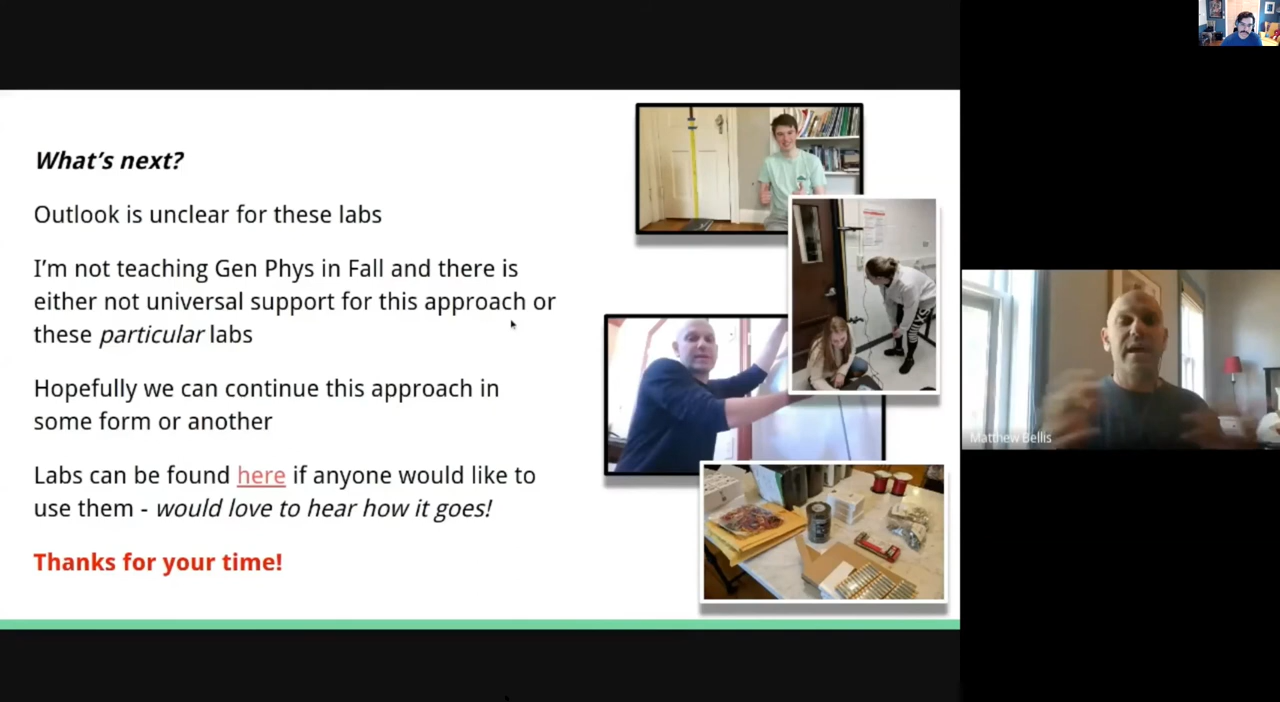 What's next?
Outlook is unclear for these labs
I'm not teaching Gen Phys in Fall and there is
either not universal support for this approach or
these particular labs
Hopefully we can continue this approach in
some form or another
Labs can be found here if anyone would like to
use them - would love to hear how it goes!
Thanks for your time!
Matthew Bellis